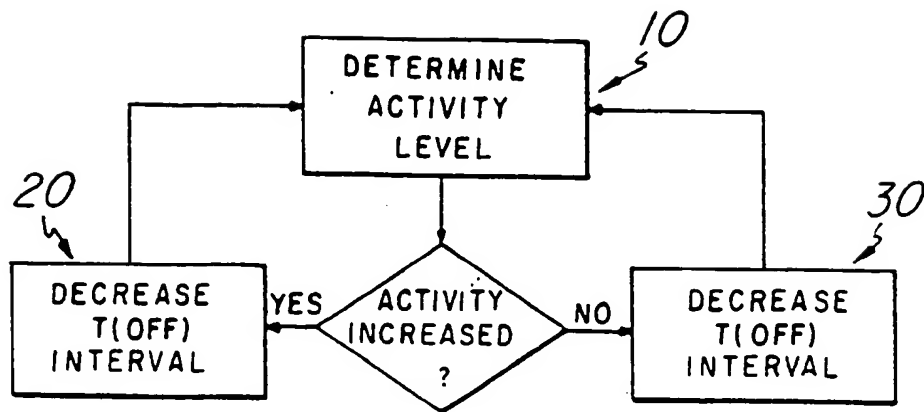 10
DETERMINE
ACTIVITY
LEVEL
20
30
DECREASE
T(OFF)
INTERVAL
YES
ACTIVITY
INCREASED
?
NO
DECREASE
T(OFF)
INTERVAL